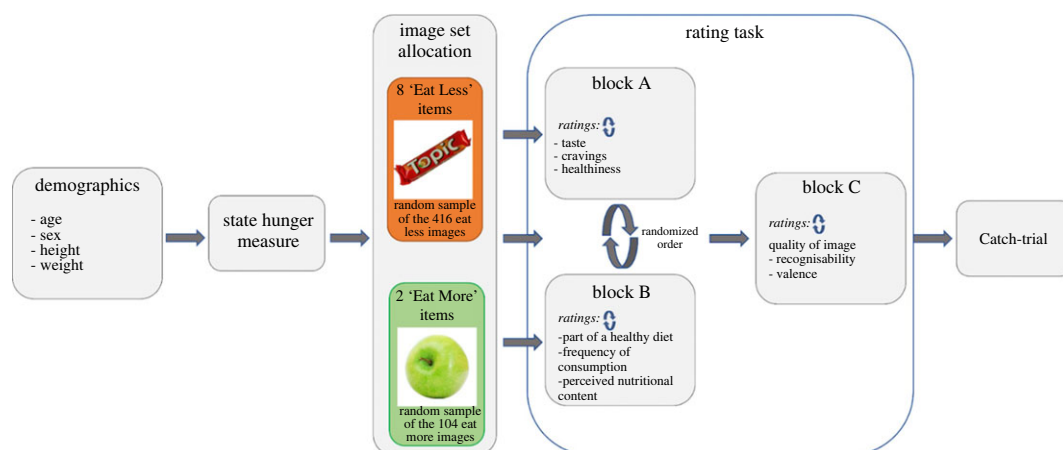 demographics
- age
- sex
- height
- weight
state hunger
measure
image set
allocation
8 ‘Eat Less’
items
Topic
random sample
of the 416 eat
less images
2 ‘Eat More’
items
random sample
of the 104 eat
more images
rating task
block A
ratings:
- taste
- cravings
- healthiness
randomized
order
block B
ratings:
-part of a healthy diet
-frequency of
consumption
-perceived nutritional
content
block C
ratings:
quality of image
- recognisability
- valence
Catch-trial